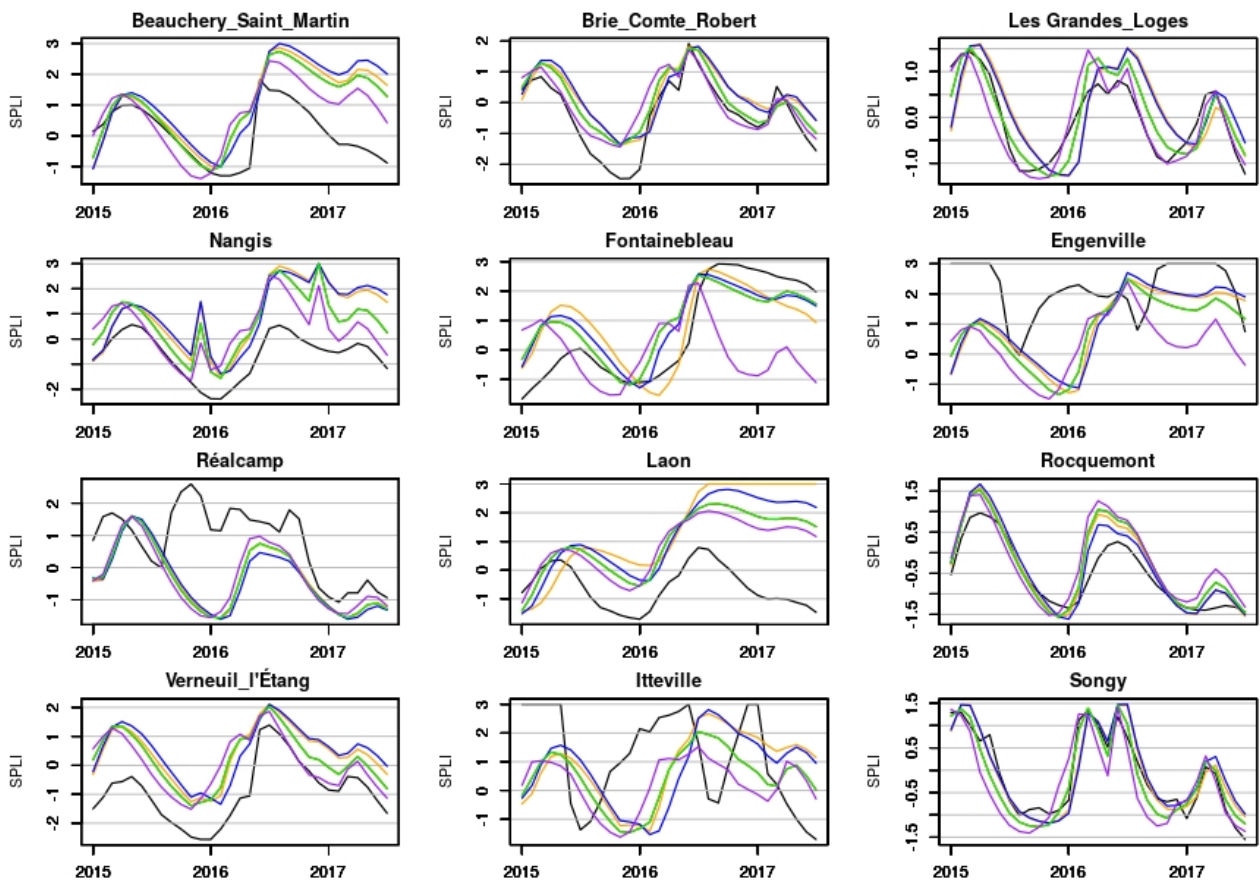 Beauchery_Saint_Martin
SPLI
3
2
1
0
-1
2015 2016 2017
Brie_Comte_Robert
SPLI
2
1
0
-1
-2
2015 2016 2017
Les Grandes_Loges
SPLI
1.0
0.0
-1.0
2015 2016 2017
Nangis
SPLI
3
2
1
0
-2
2015 2016 2017
Fontainebleau
SPLI
3
2
1
0
-1
2015 2016 2017
Engenville
SPLI
3
2
1
0
-1
2015 2016 2017
Réalcamp
SPLI
2
1
0
-1
2015 2016 2017
Laon
SPLI
3
2
1
0
-1
2015 2016 2017
Rocquemont
SPLI
1.5
0.5
-0.5
-1.5
2015 2016 2017
Verneuil_l'Étang
SPLI
2
1
0
-1
-2
2015 2016 2017
Itteville
SPLI
3
2
1
0
-1
2015 2016 2017
Songy
SPLI
1.5
0.5
-0.5
-1.5
2015 2016 2017